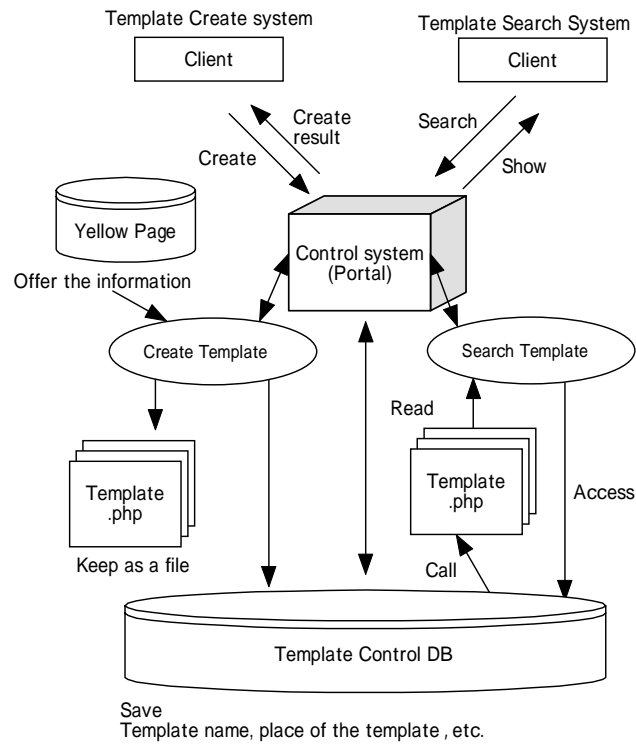 Template Create system
Template Search System
Client
Client
Create
result
Create
Search
Show
Yellow Page
Control system
(Portal)
Offer the information
Create Template
Search Template
Read
Template
.php
Template
.php
Access
Keep as a file
Call
Template Control DB
Save
Template name, place of the template , etc.